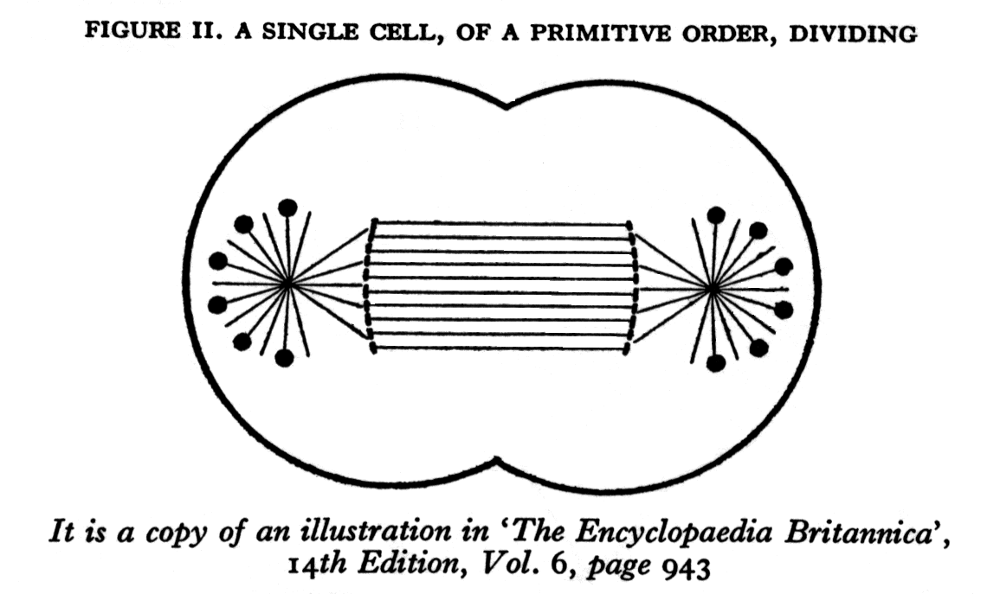 FIGURE II. A SINGLE CELL, OF A PRIMITIVE ORDER, DIVIDING
It is a copy of an illustration in ‘The Encyclopaedia Britannica’,
14th Edition, Vol. 6, page 943